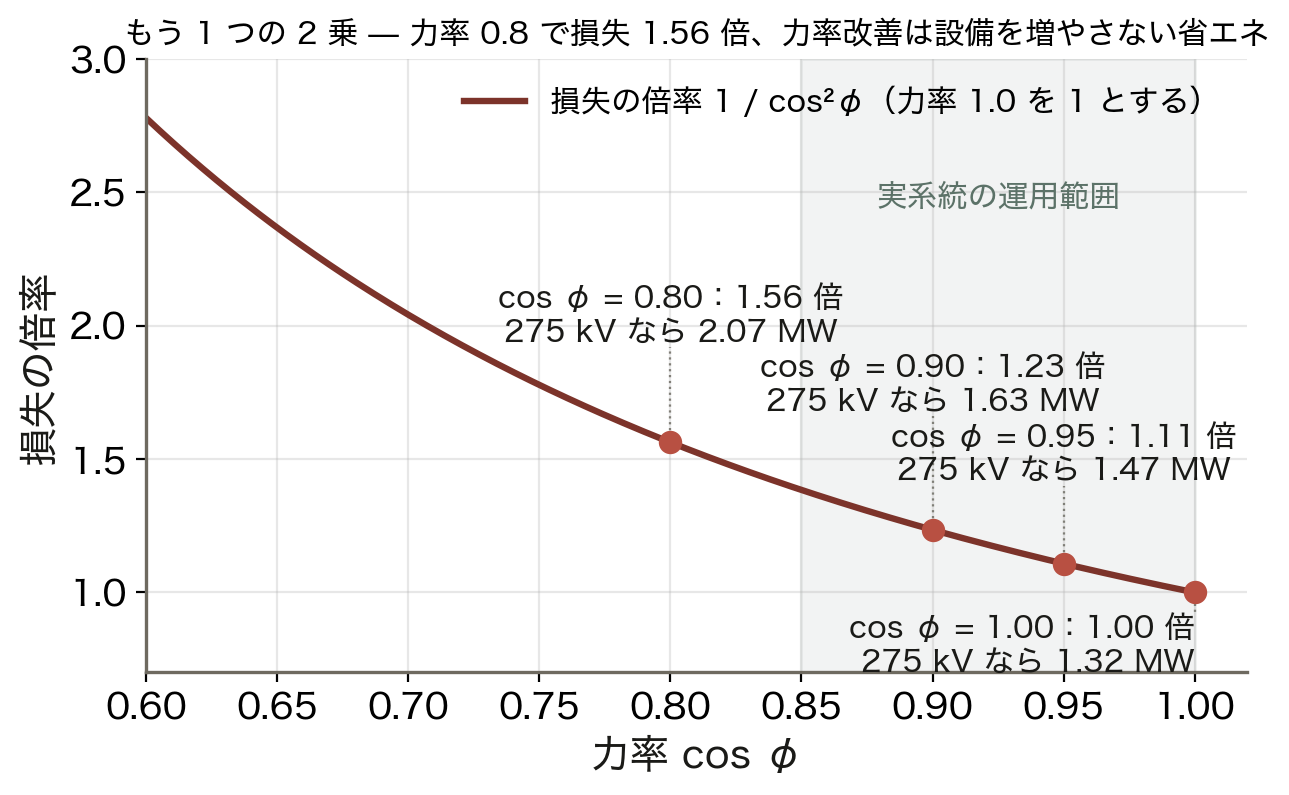 もう 1 つの 2 乗 — 力率 0.8 で損失 1.56 倍、力率改善は設備を増やさない省エネ
損失の倍率 1 / cos²φ（力率 1.0 を 1 とする）
実系統の運用範囲
cos φ = 0.80：1.56 倍
275 kV なら 2.07 MW
cos φ = 0.90：1.23 倍
275 kV なら 1.63 MW
cos φ = 0.95：1.11 倍
275 kV なら 1.47 MW
cos φ = 1.00：1.00 倍
275 kV なら 1.32 MW
損失の倍率
3.0
2.5
2.0
1.5
1.0
0.60 0.65 0.70 0.75 0.80 0.85 0.90 0.95 1.00
力率 cos φ